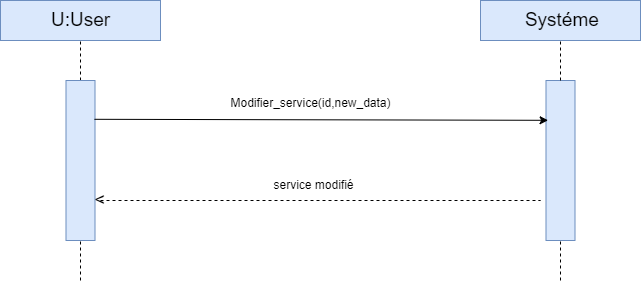 U:User
Systéme
Modifier_service(id,new_data)
service modifié